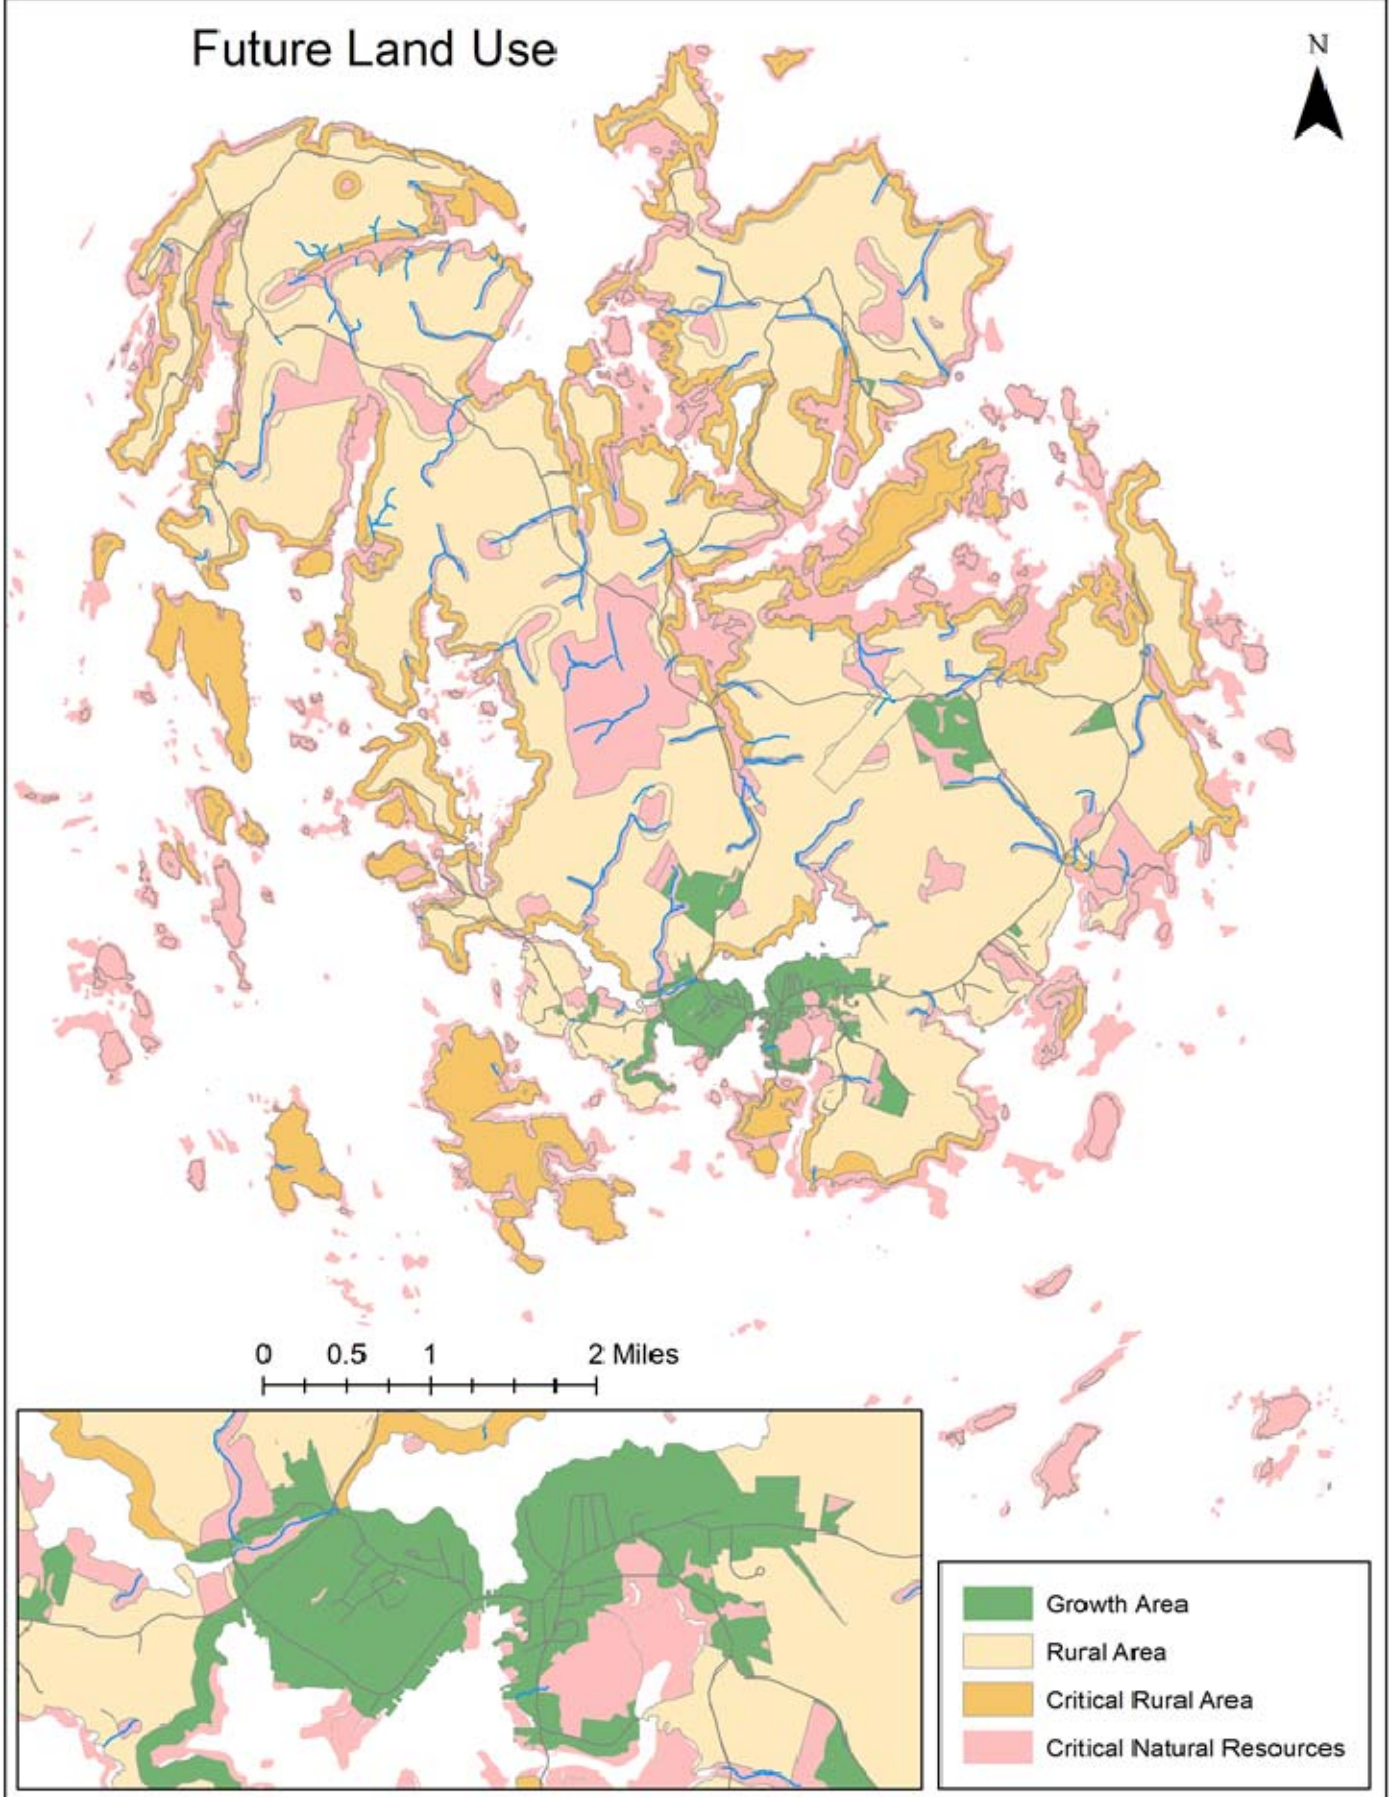 Future Land Use
N
0 0.5 1 2 Miles
Growth Area
Rural Area
Critical Rural Area
Critical Natural Resources